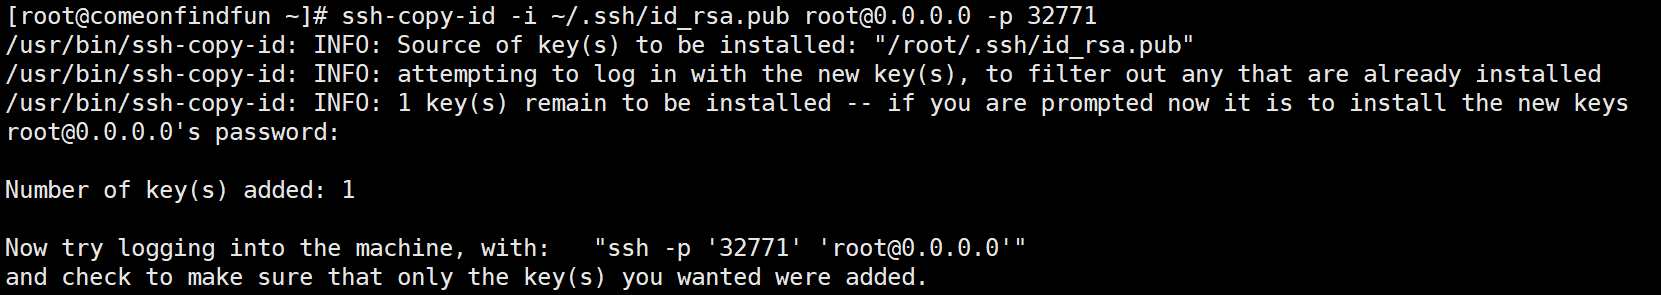 [root@comeonfindfun ~]# ssh-copy-id -i ~/.ssh/id_rsa.pub root@0.0.0.0 -p 32771
/usr/bin/ssh-copy-id: INFO: Source of key(s) to be installed: "/root/.ssh/id_rsa.pub"
/usr/bin/ssh-copy-id: INFO: attempting to log in with the new key(s), to filter out any that are already installed
/usr/bin/ssh-copy-id: INFO: 1 key(s) remain to be installed -- if you are prompted now it is to install the new keys
root@0.0.0.0's password:
Number of key(s) added: 1
Now try logging into the machine, with:   "ssh -p '32771' 'root@0.0.0.0'"
and check to make sure that only the key(s) you wanted were added.